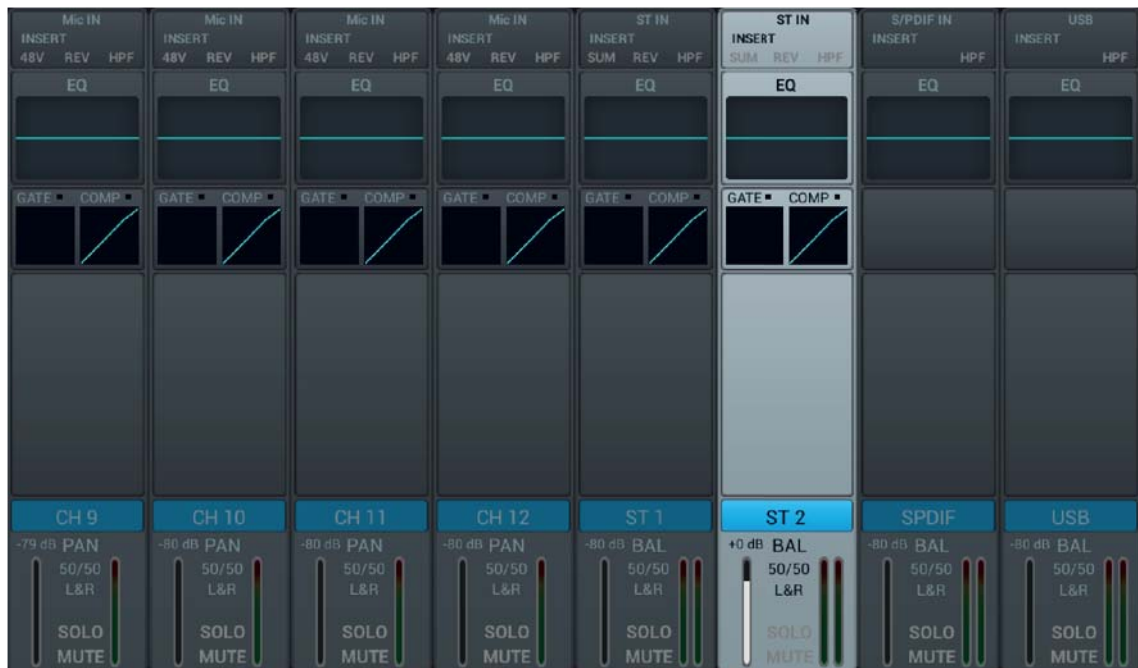 Mic IN Mic IN Mic IN Mic IN ST IN ST IN S/PDIF IN USB
INSERT INSERT INSERT INSERT INSERT INSERT INSERT INSERT
48V REV HPF 48V REV HPF 48V REV HPF 48V REV HPF SUM REV HPF SUM REV HPF HPF HPF
EQ EQ EQ EQ EQ EQ EQ EQ
GATE COMP GATE COMP GATE COMP GATE COMP GATE COMP GATE COMP
CH 9 CH 10 CH 11 CH 12 ST 1 ST 2 SPDIF USB
-79 dB PAN -80 dB PAN -80 dB PAN -80 dB PAN -80 dB BAL +0 dB BAL -80 dB BAL -80 dB BAL
50/50 50/50 50/50 50/50 50/50 50/50 50/50 50/50
L&R L&R L&R L&R L&R L&R L&R L&R
SOLO SOLO SOLO SOLO SOLO SOLO SOLO SOLO
MUTE MUTE MUTE MUTE MUTE MUTE MUTE MUTE